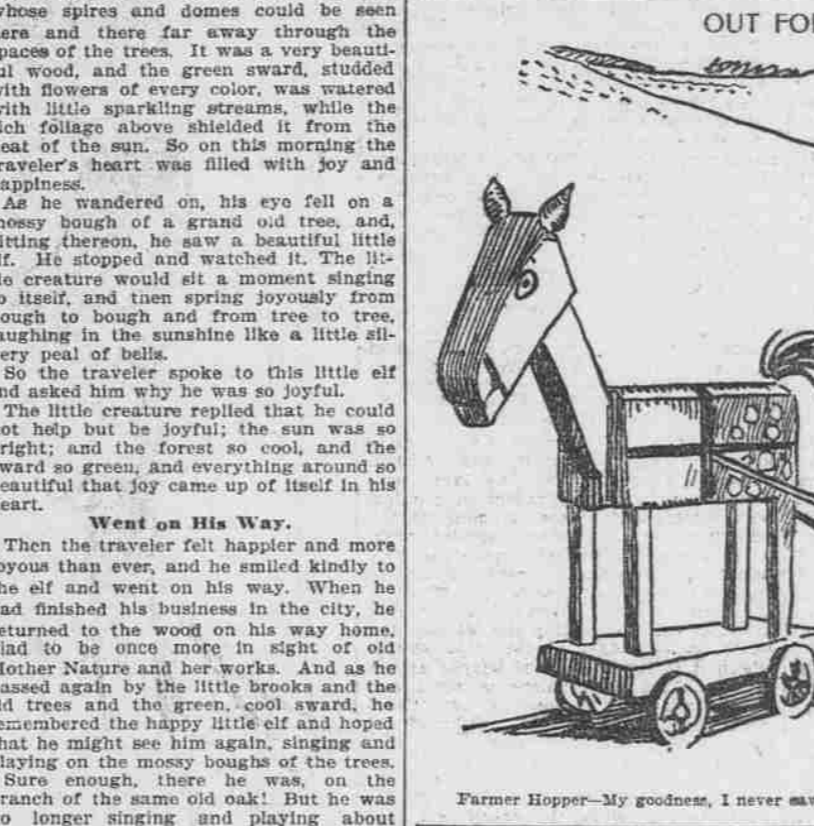 whose spires and domes could be seen
here and there far away through the
spaces of the trees. It was a very beauti-
ful wood, and the green sward, studded
with flowers of every color, was watered
with little sparkling streams, while the
rich foliage above shielded it from the
heat of the sun. So on this morning the
traveler's heart was filled with joy and
happiness.
As he wandered on, his eye fell on a
mossy bough of a grand old tree, and,
sitting thereon, he saw a beautiful little
elf. He stopped and watched it. The lit-
tle creature would sit a moment singing
to itself, and then spring joyously from
bough to bough and from tree to tree,
laughing in the sunshine like a little sil-
very peal of bells.
So the traveler spoke to this little elf
and asked him why he was so joyful.
The little creature replied that he could
not help but be joyful; the sun was so
bright; and the forest so cool, and the
sward so green, and everything around so
beautiful that joy came up of itself in his
heart.
Went on His Way.
Then the traveler felt happier and more
joyous than ever, and he smiled kindly to
the elf and went on his way. When he
had finished his business in the city, he
returned to the wood on his way home,
glad to be once more in sight of old
Mother Nature and her works. And as he
passed again by the little brooks and the
old trees and the green, cool sward, he
remembered the happy little elf and hoped
that he might see him again, singing and
playing on the mossy boughs of the trees.
Sure enough, there he was, on the
branch of the same old oak! But he was
no longer singing and playing about
OUT FO
Farmer Hopper—My goodness, I never saw